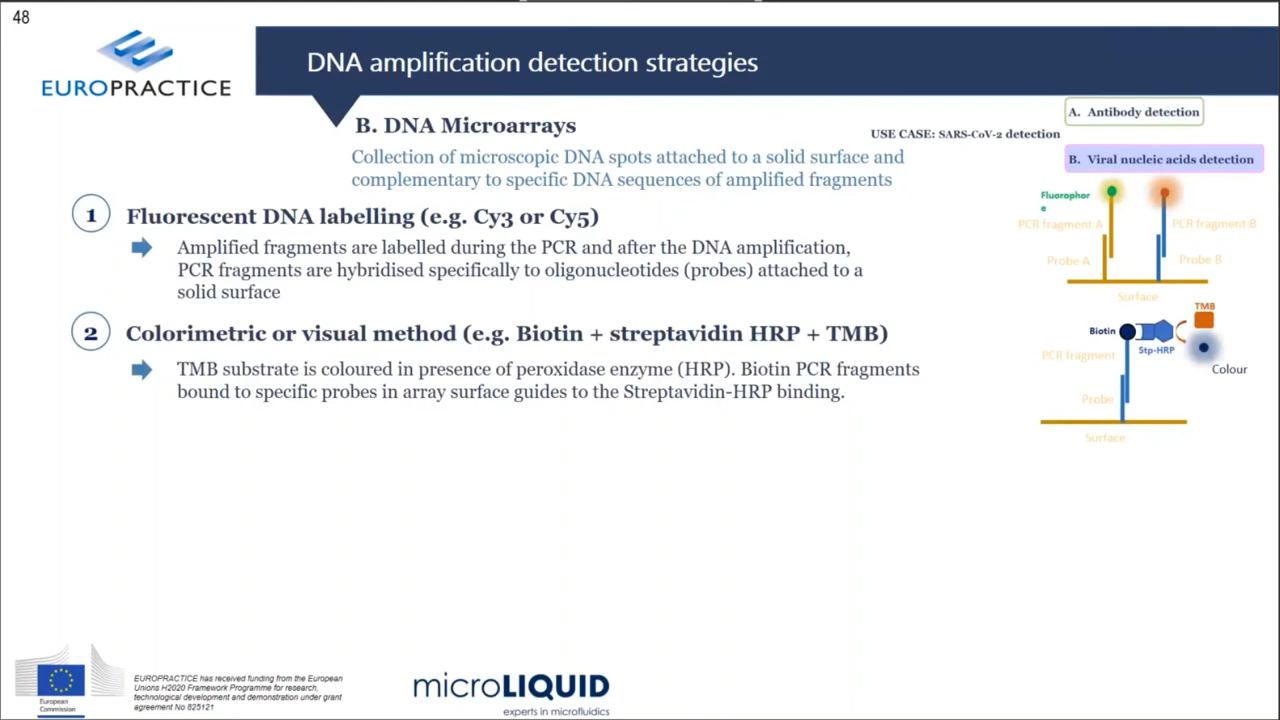 48
EUROPRACTICE
DNA amplification detection strategies
B. DNA Microarrays
Collection of microscopic DNA spots attached to a solid surface and
complementary to specific DNA sequences of amplified fragments
USE CASE: SARS-CoV-2 detection
A. Antibody detection
B. Viral nucleic acids detection
1 Fluorescent DNA labelling (e.g. Cy3 or Cy5)
Amplified fragments are labelled during the PCR and after the DNA amplification,
PCR fragments are hybridised specifically to oligonucleotides (probes) attached to a
solid surface
Fluorophor
e
PCR fragment A
PCR fragment B
Probe A
Probe B
Surface
2 Colorimetric or visual method (e.g. Biotin + streptavidin HRP + TMB)
TMB substrate is coloured in presence of peroxidase enzyme (HRP). Biotin PCR fragments
bound to specific probes in array surface guides to the Streptavidin-HRP binding.
TMB
Biotin
Stp-HRP
PCR fragment
Colour
Probe
Surface
European
Commission
EUROPRACTICE has received funding from the European
Unions H2020 Framework Programme for research,
technological development and demonstration under grant
agreement No 825121
microLIQUID
experts in microfluidics